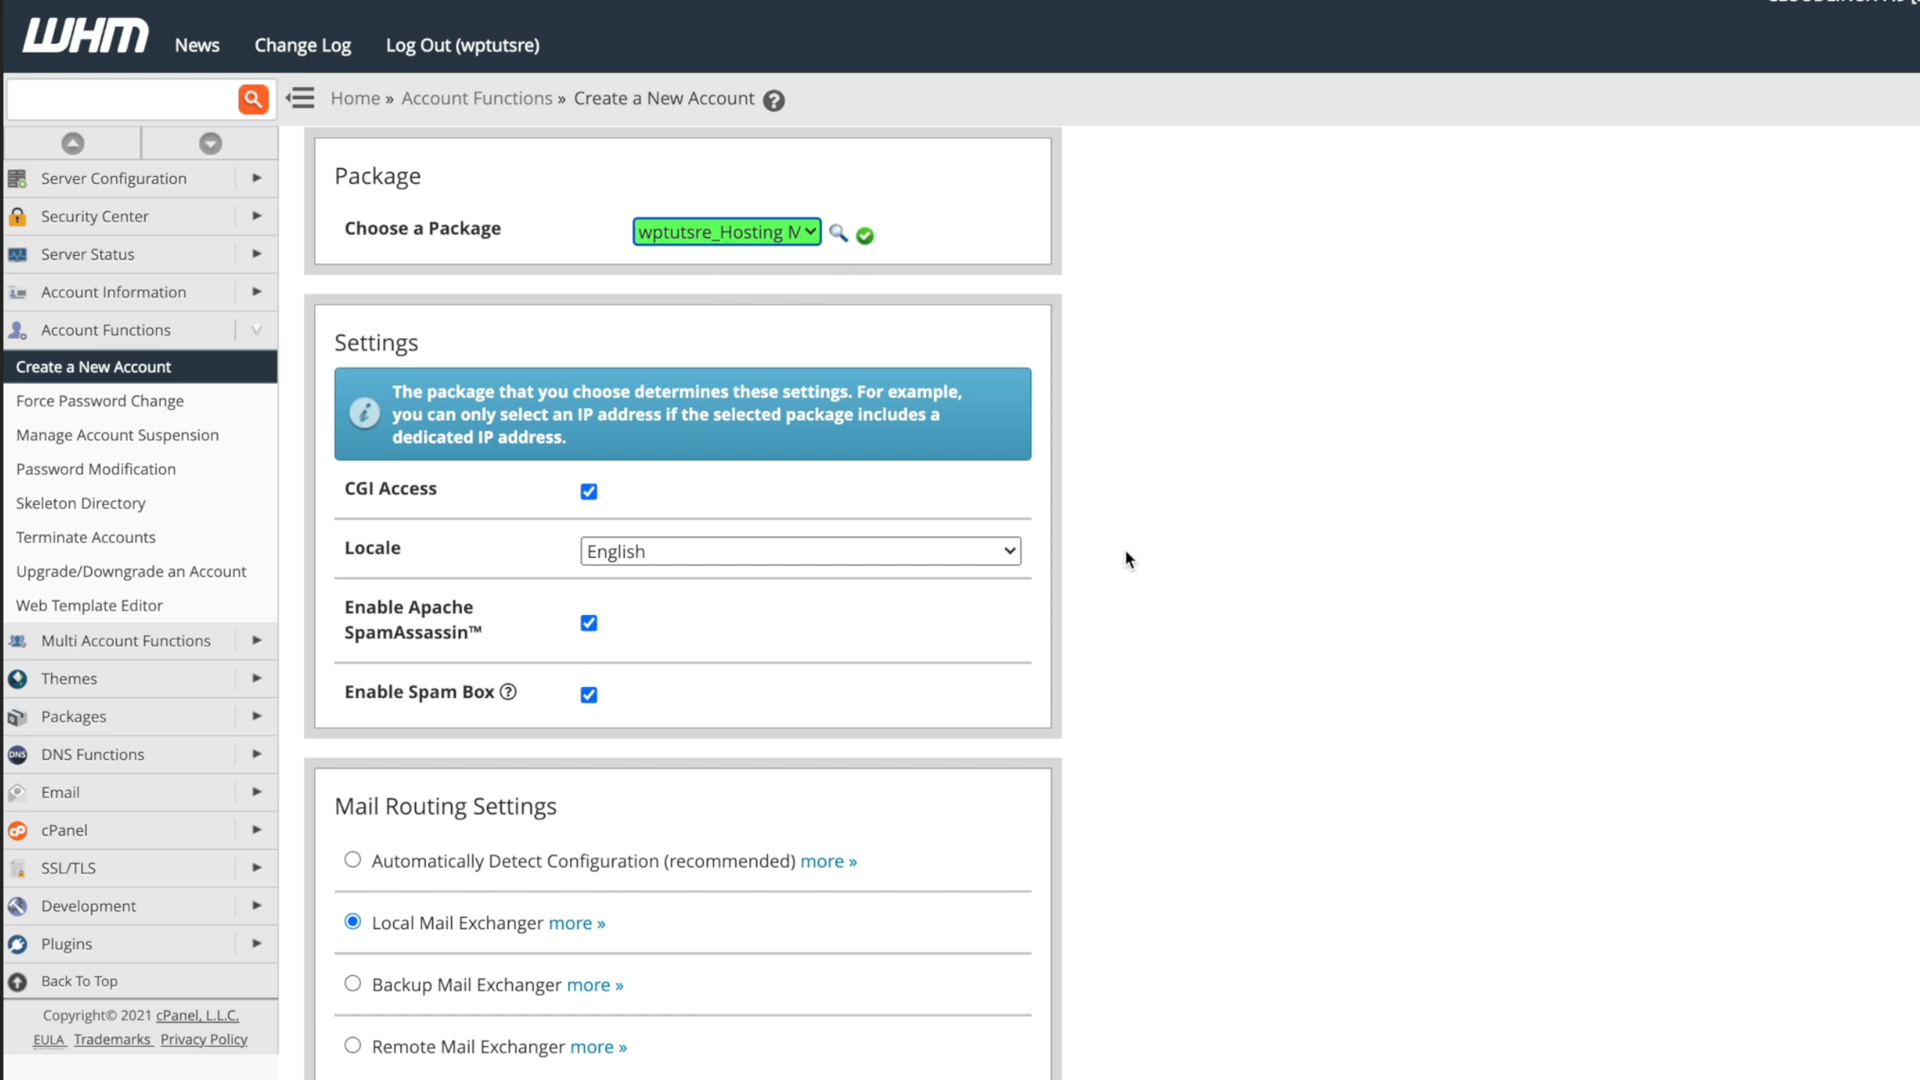 WHM
News
Change Log
Log Out (wptutsre)
Home » Account Functions » Create a New Account ?
Server Configuration
Security Center
Server Status
Account Information
Account Functions
Create a New Account
Force Password Change
Manage Account Suspension
Password Modification
Skeleton Directory
Terminate Accounts
Upgrade/Downgrade an Account
Web Template Editor
Multi Account Functions
Themes
Packages
DNS Functions
Email
cPanel
SSL/TLS
Development
Plugins
Back To Top
Copyright© 2021 cPanel, L.L.C.
EULA Trademarks Privacy Policy
Package
Choose a Package
wptutsre_Hosting M
Settings
The package that you choose determines these settings. For example,
you can only select an IP address if the selected package includes a
dedicated IP address.
CGI Access
Locale
English
Enable Apache
SpamAssassin™
Enable Spam Box ?
Mail Routing Settings
Automatically Detect Configuration (recommended) more »
Local Mail Exchanger more »
Backup Mail Exchanger more »
Remote Mail Exchanger more »